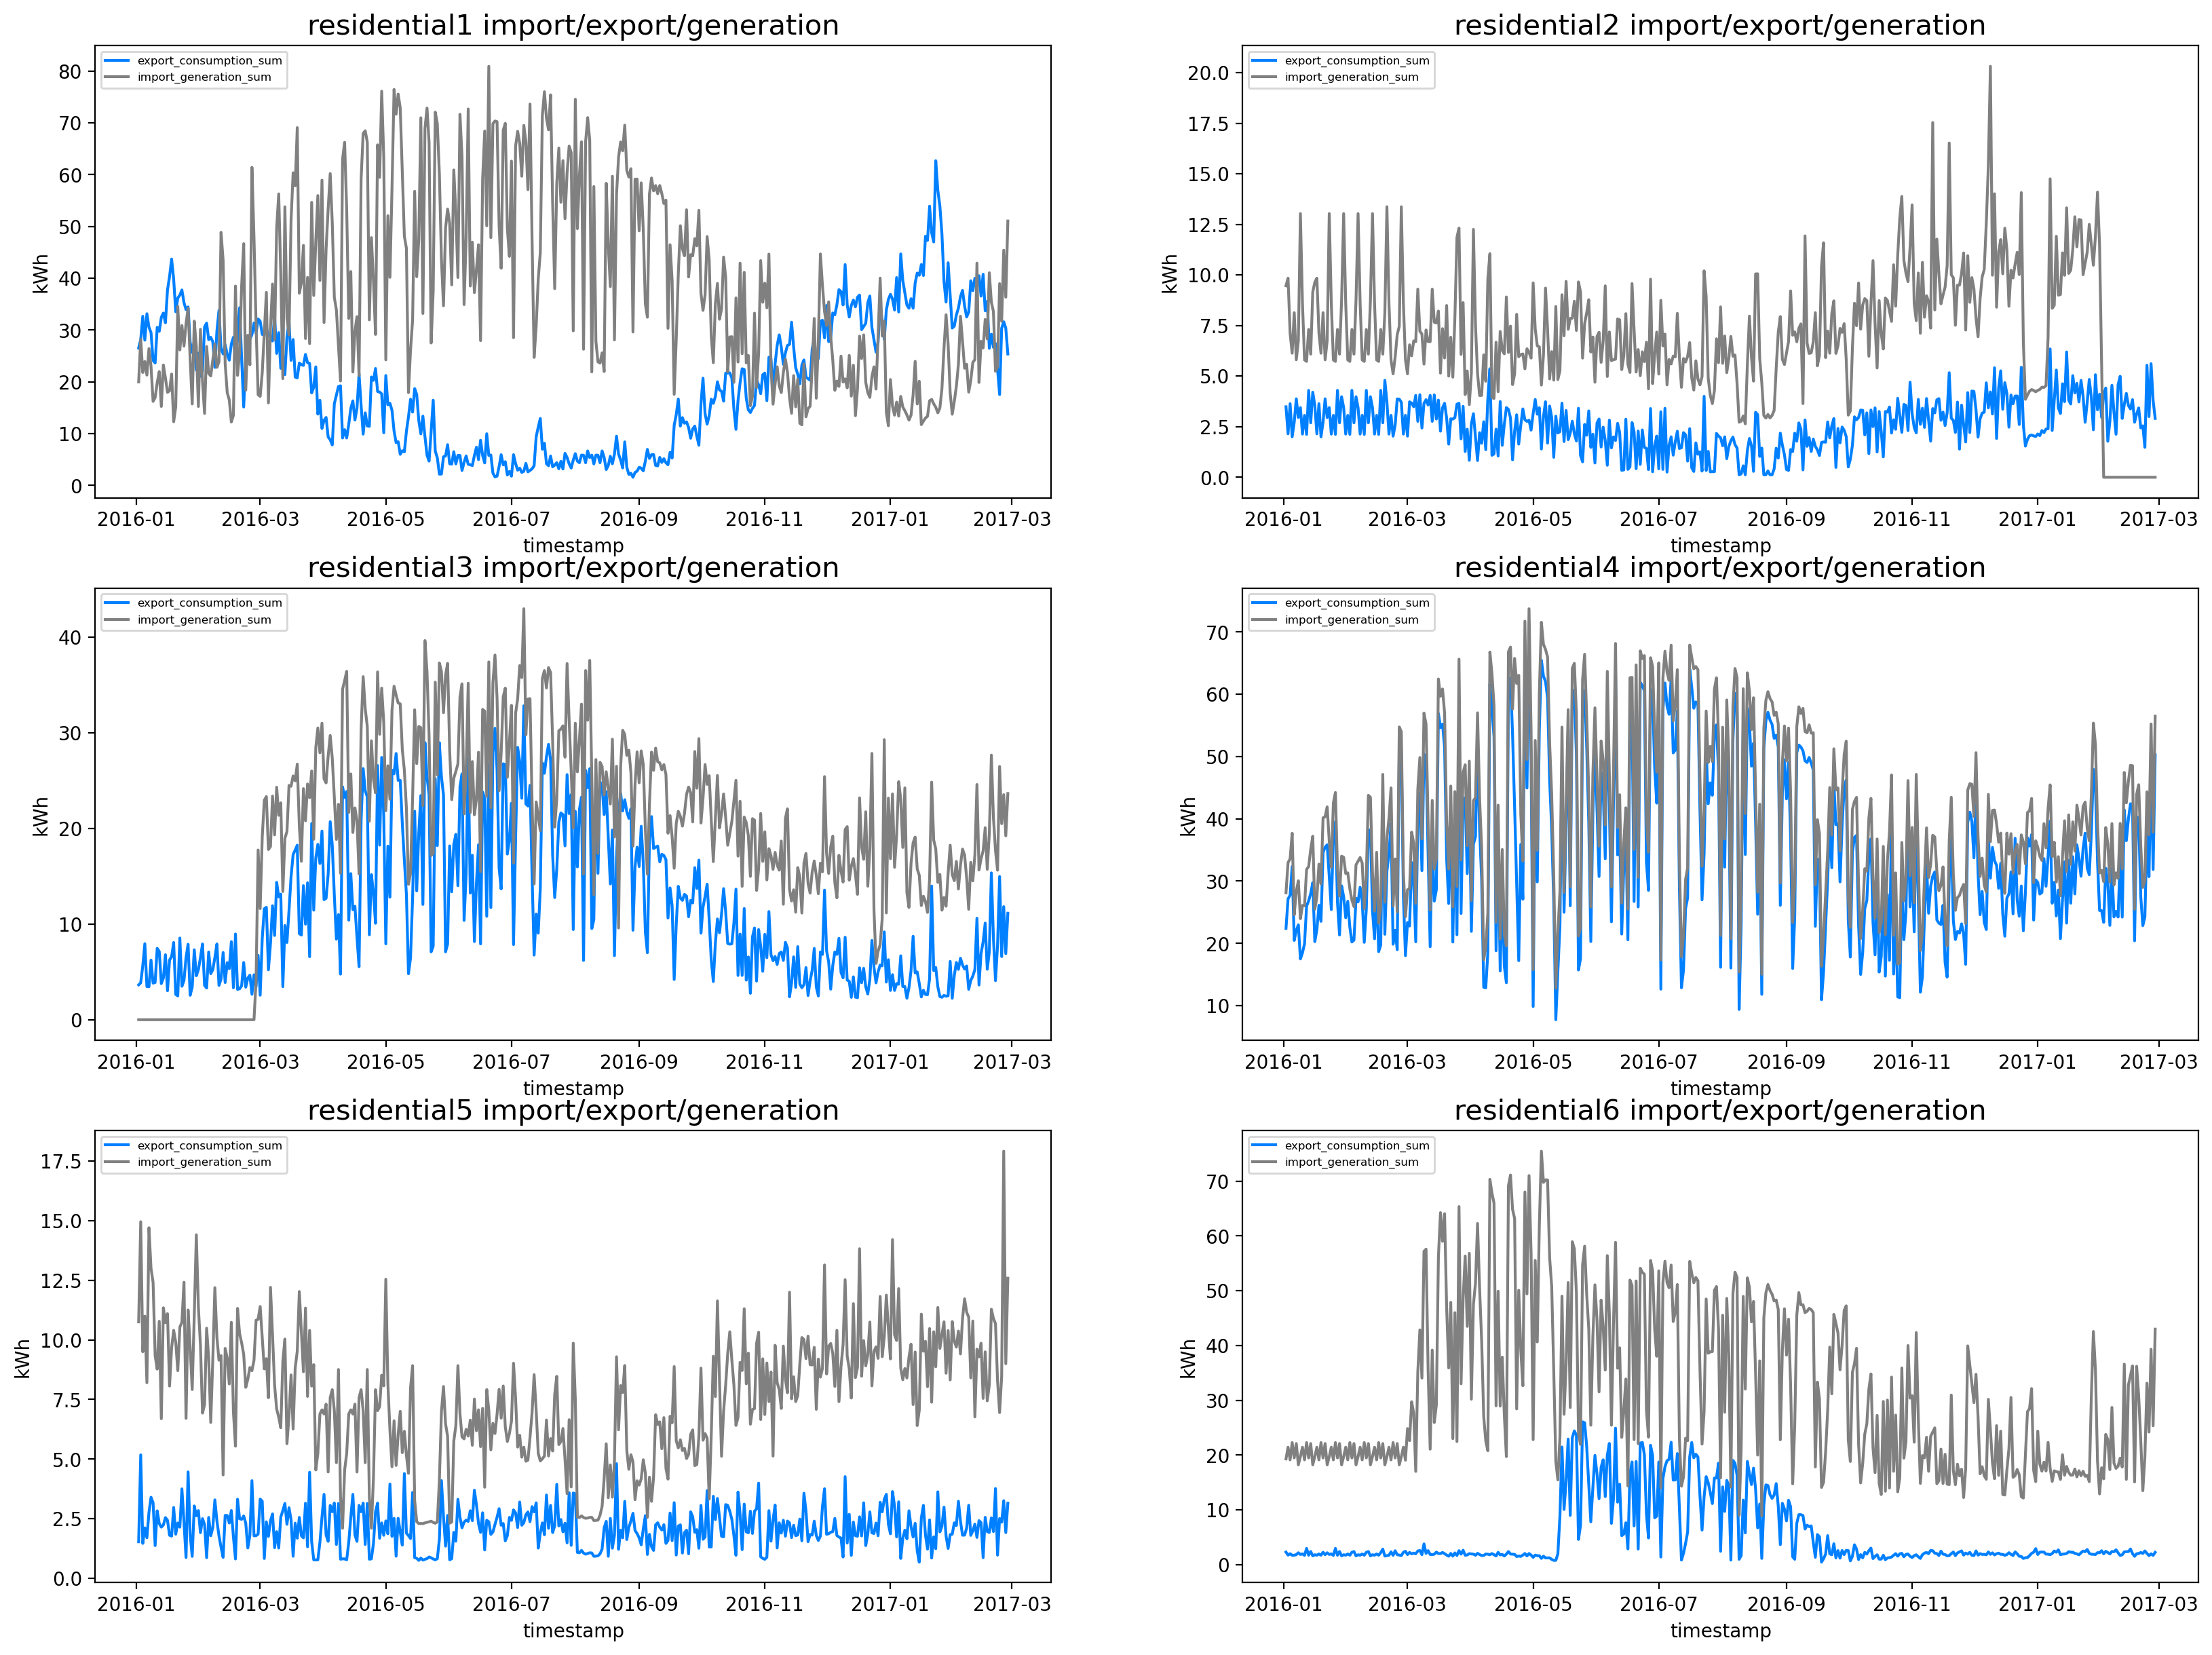 residential1 import/export/generation
export_consumption_sum
import_generation_sum
kWh
80
70
60
50
40
30
20
10
0
2016-01 2016-03 2016-05 2016-07 2016-09 2016-11 2017-01 2017-03
timestamp
residential2 import/export/generation
export_consumption_sum
import_generation_sum
kWh
20.0
17.5
15.0
12.5
10.0
7.5
5.0
2.5
0.0
2016-01 2016-03 2016-05 2016-07 2016-09 2016-11 2017-01 2017-03
timestamp
residential3 import/export/generation
export_consumption_sum
import_generation_sum
kWh
40
30
20
10
0
2016-01 2016-03 2016-05 2016-07 2016-09 2016-11 2017-01 2017-03
timestamp
residential4 import/export/generation
export_consumption_sum
import_generation_sum
kWh
70
60
50
40
30
20
10
2016-01 2016-03 2016-05 2016-07 2016-09 2016-11 2017-01 2017-03
timestamp
residential5 import/export/generation
export_consumption_sum
import_generation_sum
kWh
17.5
15.0
12.5
10.0
7.5
5.0
2.5
0.0
2016-01 2016-03 2016-05 2016-07 2016-09 2016-11 2017-01 2017-03
timestamp
residential6 import/export/generation
export_consumption_sum
import_generation_sum
kWh
70
60
50
40
30
20
10
0
2016-01 2016-03 2016-05 2016-07 2016-09 2016-11 2017-01 2017-03
timestamp